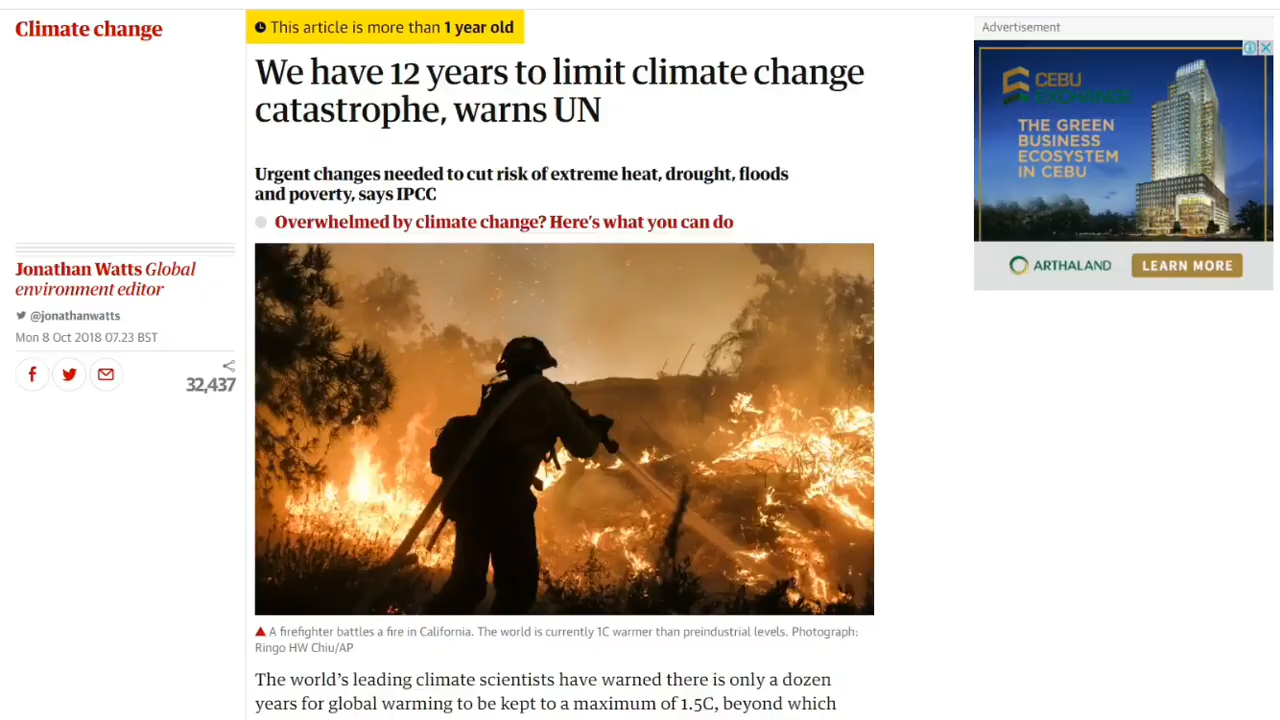 Climate change
This article is more than 1 year old
We have 12 years to limit climate change
catastrophe, warns UN
Urgent changes needed to cut risk of extreme heat, drought, floods
and poverty, says IPCC
Overwhelmed by climate change? Here's what you can do
Jonathan Watts Global
environment editor
@jonathanwatts
Mon 8 Oct 2018 07.23 BST
32,437
A firefighter battles a fire in California. The world is currently 1C warmer than preindustrial levels. Photograph:
Ringo HW Chiu/AP
The world's leading climate scientists have warned there is only a dozen
years for global warming to be kept to a maximum of 1.5C, beyond which
Advertisement
CEBU
EXCHANGE
THE GREEN
BUSINESS
ECOSYSTEM
IN CEBU
ARTHALAND
LEARN MORE